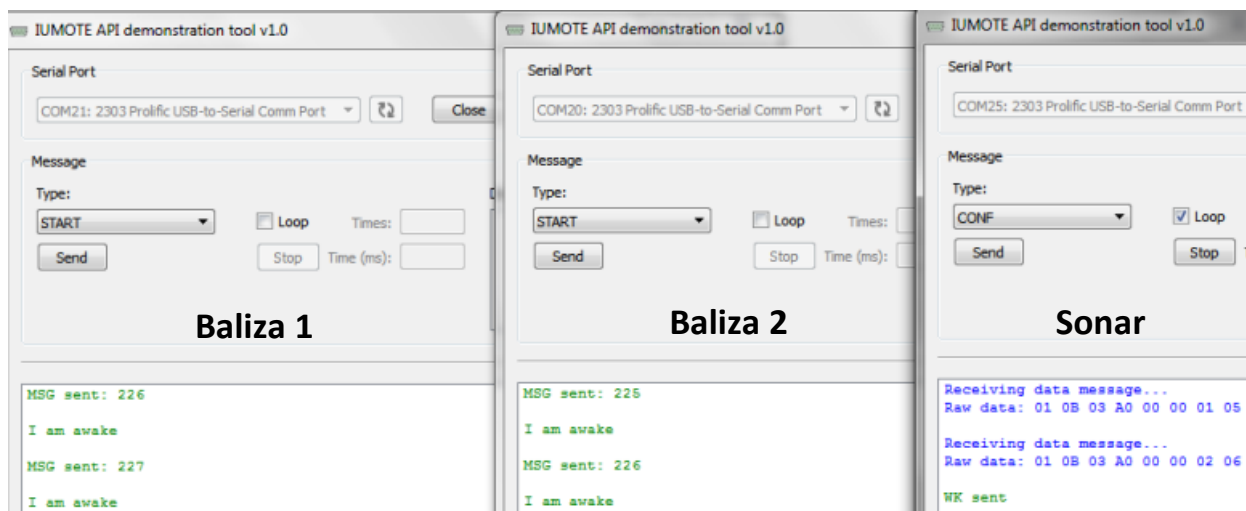 IUMOTE API demonstration tool v1.0
Serial Port
COM21: 2303 Prolific USB-to-Serial Comm Port
Close
Message
Type:
START
Loop
Times:
Send
Stop
Time (ms):
Baliza 1
MSG sent: 226
I am awake
MSG sent: 227
I am awake
IUMOTE API demonstration tool v1.0
Serial Port
COM20: 2303 Prolific USB-to-Serial Comm Port
Message
Type:
START
Loop
Times:
Send
Stop
Time (ms):
Baliza 2
MSG sent: 225
I am awake
MSG sent: 226
I am awake
IUMOTE API demonstration tool v1.0
Serial Port
COM25: 2303 Prolific USB-to-Serial Comm Port
Message
Type:
CONF
Loop
Send
Stop
Sonar
Receiving data message...
Raw data: 01 0B 03 A0 00 00 01 05
Receiving data message...
Raw data: 01 0B 03 A0 00 00 02 06
WK sent